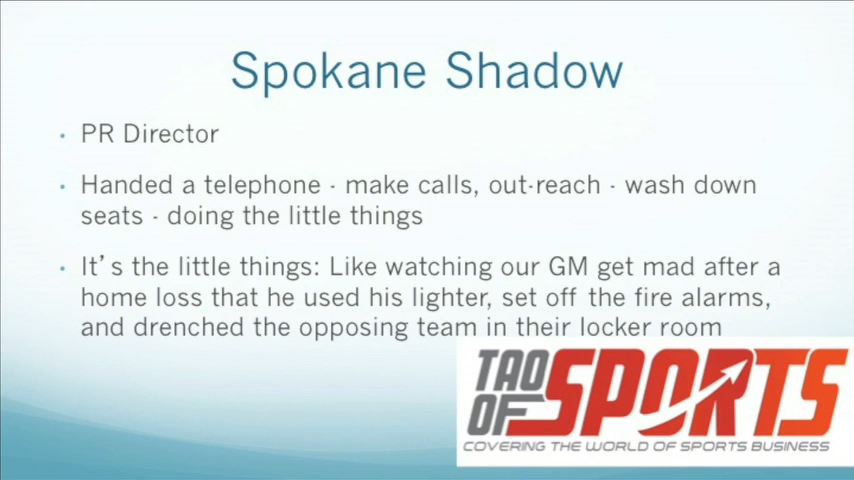 Spokane Shadow
• PR Director
• Handed a telephone - make calls, out-reach - wash down
seats - doing the little things
• It's the little things: Like watching our GM get mad after a
home loss that he used his lighter, set off the fire alarms,
and drenched the opposing team in their locker room
TAO
OF SPORTS
COVERING THE WORLD OF SPORTS BUSINESS